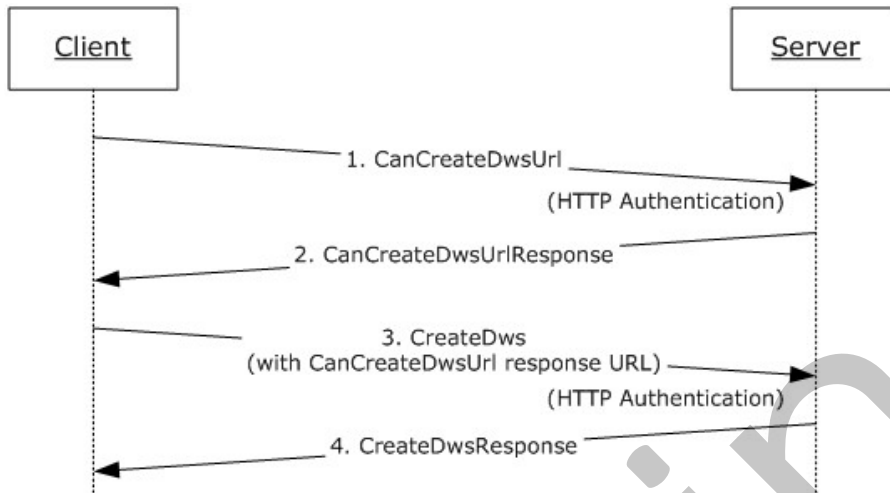 Client
Server
1. CanCreateDwsUrl
(HTTP Authentication)
2. CanCreateDwsUrlResponse
3. CreateDws
(with CanCreateDwsUrl response URL)
(HTTP Authentication)
4. CreateDwsResponse